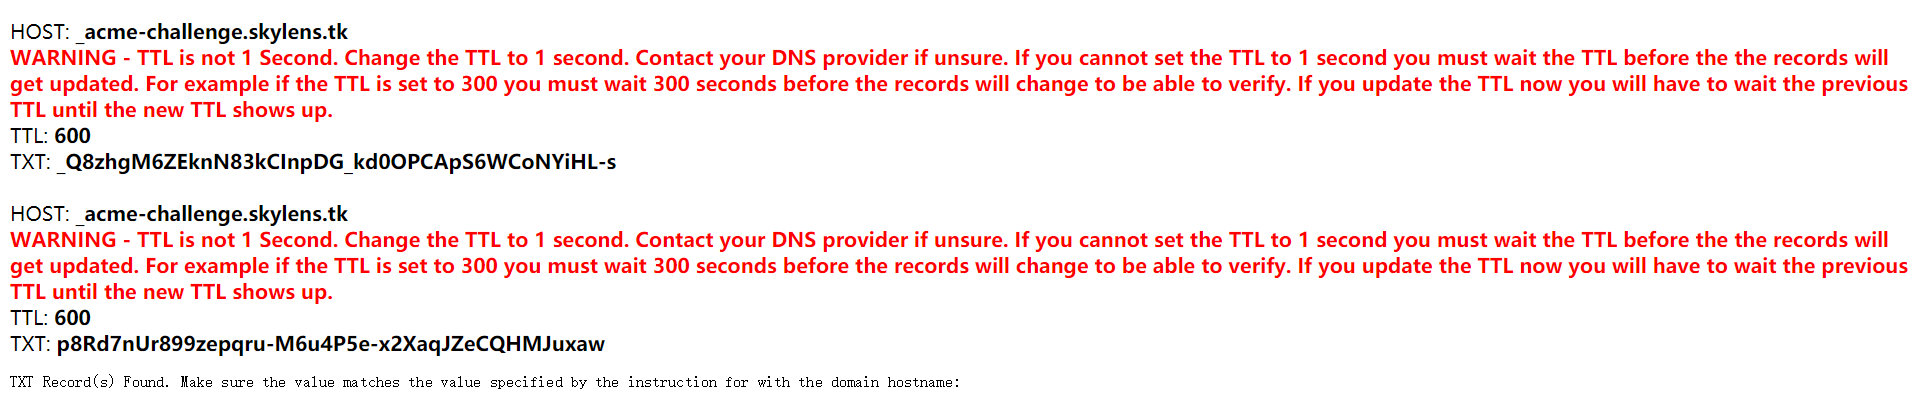 HOST: _acme-challenge.skylens.tk
WARNING - TTL is not 1 Second. Change the TTL to 1 second. Contact your DNS provider if unsure. If you cannot set the TTL to 1 second you must wait the TTL before the the records will
get updated. For example if the TTL is set to 300 you must wait 300 seconds before the records will change to be able to verify. If you update the TTL now you will have to wait the previous
TTL until the new TTL shows up.
TTL: 600
TXT: _Q8zhgM6ZEknN83kCInpDG_kd0OPCApS6WCoNYiHL-s
HOST: _acme-challenge.skylens.tk
WARNING - TTL is not 1 Second. Change the TTL to 1 second. Contact your DNS provider if unsure. If you cannot set the TTL to 1 second you must wait the TTL before the the records will
get updated. For example if the TTL is set to 300 you must wait 300 seconds before the records will change to be able to verify. If you update the TTL now you will have to wait the previous
TTL until the new TTL shows up.
TTL: 600
TXT: p8Rd7nUr899zepqru-M6u4P5e-x2XaqJZeCQHMJuxaw
TXT Record(s) Found. Make sure the value matches the value specified by the instruction for with the domain hostname: